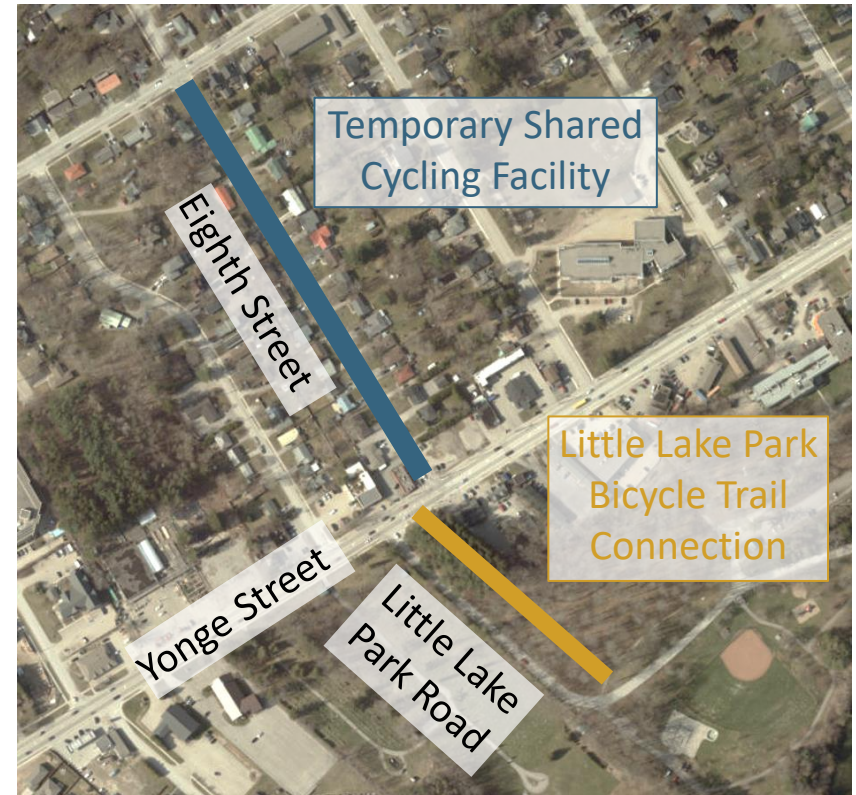 Temporary Shared
Cycling Facility
Eighth Street
Little Lake Park
Bicycle Trail
Connection
Yonge Street
Little Lake
Park Road